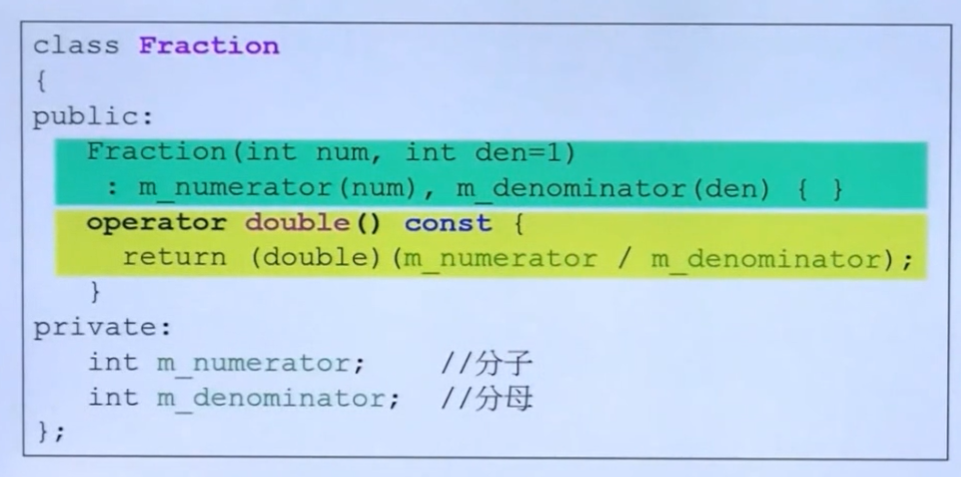 class Fraction
{
public:
Fraction(int num, int den=1)
: m_numerator(num), m_denominator(den) { }
operator double() const {
return (double)(m_numerator / m_denominator);
}
private:
int m_numerator; //分子
int m_denominator; //分母
};